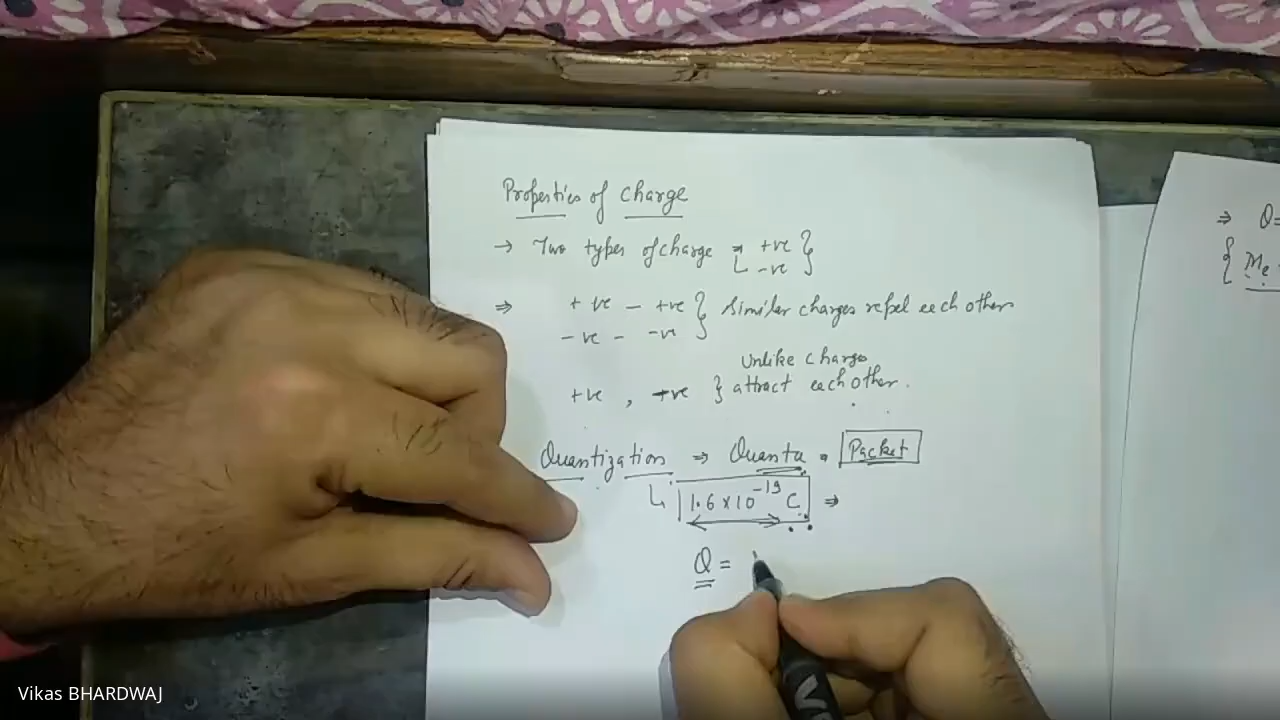 Properties of charge
→ Two types of charge = +ve }
-ve
⇒ +ve - +ve } Similar charges repel each other
-ve - -ve
Unlike charges
+ve , -ve } attract each other.
Quantization ⇒ Quanta = Packet
1.6 × 10⁻¹⁹ C ⇒
Q =
⇒ Q=
{ Me
Vikas BHARDWAJ